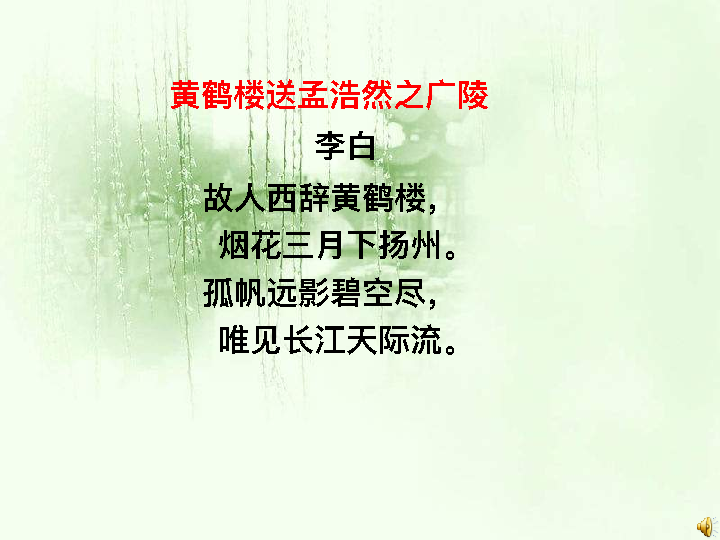 黄鹤楼送孟浩然之广陵
李白
故人西辞黄鹤楼，
烟花三月下扬州。
孤帆远影碧空尽，
唯见长江天际流。